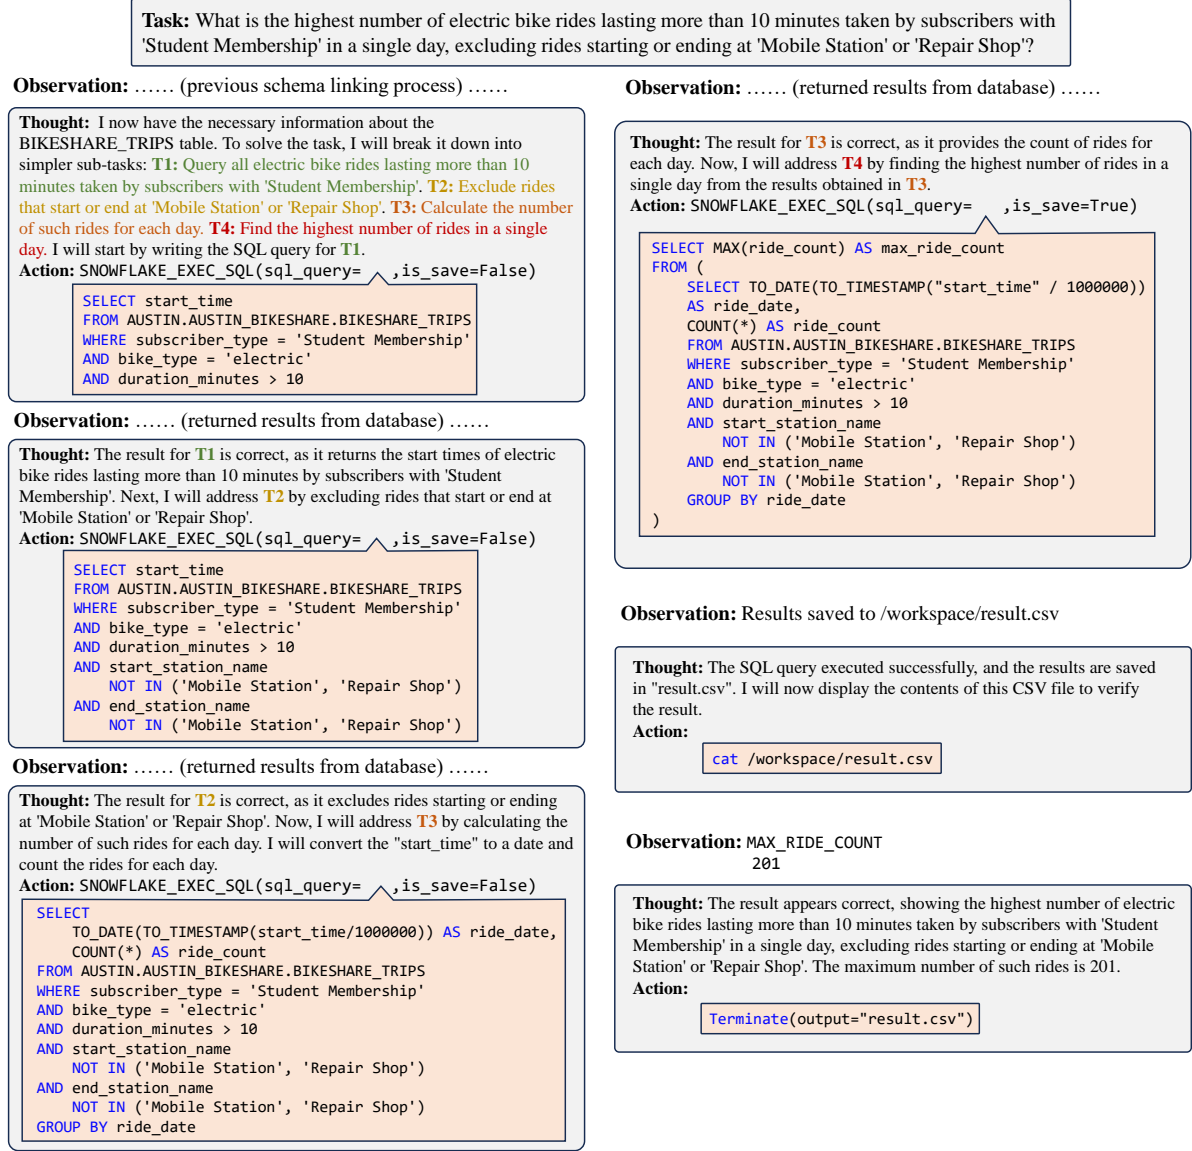 Task: What is the highest number of electric bike rides lasting more than 10 minutes taken by subscribers with
'Student Membership' in a single day, excluding rides starting or ending at 'Mobile Station' or 'Repair Shop'?
Observation: …… (previous schema linking process) ……
Thought: I now have the necessary information about the
BIKESHARE_TRIPS table. To solve the task, I will break it down into
simpler sub-tasks: T1: Query all electric bike rides lasting more than 10
minutes taken by subscribers with 'Student Membership'. T2: Exclude rides
that start or end at 'Mobile Station' or 'Repair Shop'. T3: Calculate the number
of such rides for each day. T4: Find the highest number of rides in a single
day. I will start by writing the SQL query for T1.
Action: SNOWFLAKE_EXEC_SQL(sql_query= ,is_save=False)
SELECT start_time
FROM AUSTIN.AUSTIN_BIKESHARE.BIKESHARE_TRIPS
WHERE subscriber_type = 'Student Membership'
AND bike_type = 'electric'
AND duration_minutes > 10
Observation: …… (returned results from database) ……
Thought: The result for T1 is correct, as it returns the start times of electric
bike rides lasting more than 10 minutes by subscribers with 'Student
Membership'. Next, I will address T2 by excluding rides that start or end at
'Mobile Station' or 'Repair Shop'.
Action: SNOWFLAKE_EXEC_SQL(sql_query= ,is_save=False)
SELECT start_time
FROM AUSTIN.AUSTIN_BIKESHARE.BIKESHARE_TRIPS
WHERE subscriber_type = 'Student Membership'
AND bike_type = 'electric'
AND duration_minutes > 10
AND start_station_name
NOT IN ('Mobile Station', 'Repair Shop')
AND end_station_name
NOT IN ('Mobile Station', 'Repair Shop')
Observation: …… (returned results from database) ……
Thought: The result for T2 is correct, as it excludes rides starting or ending
at 'Mobile Station' or 'Repair Shop'. Now, I will address T3 by calculating the
number of such rides for each day. I will convert the "start_time" to a date and
count the rides for each day.
Action: SNOWFLAKE_EXEC_SQL(sql_query= ,is_save=False)
SELECT
TO_DATE(TO_TIMESTAMP(start_time/1000000)) AS ride_date,
COUNT(*) AS ride_count
FROM AUSTIN.AUSTIN_BIKESHARE.BIKESHARE_TRIPS
WHERE subscriber_type = 'Student Membership'
AND bike_type = 'electric'
AND duration_minutes > 10
AND start_station_name
NOT IN ('Mobile Station', 'Repair Shop')
AND end_station_name
NOT IN ('Mobile Station', 'Repair Shop')
GROUP BY ride_date
Observation: …… (returned results from database) ……
Thought: The result for T3 is correct, as it provides the count of rides for
each day. Now, I will address T4 by finding the highest number of rides in a
single day from the results obtained in T3.
Action: SNOWFLAKE_EXEC_SQL(sql_query= ,is_save=True)
SELECT MAX(ride_count) AS max_ride_count
FROM (
SELECT TO_DATE(TO_TIMESTAMP("start_time" / 1000000))
AS ride_date,
COUNT(*) AS ride_count
FROM AUSTIN.AUSTIN_BIKESHARE.BIKESHARE_TRIPS
WHERE subscriber_type = 'Student Membership'
AND bike_type = 'electric'
AND duration_minutes > 10
AND start_station_name
NOT IN ('Mobile Station', 'Repair Shop')
AND end_station_name
NOT IN ('Mobile Station', 'Repair Shop')
GROUP BY ride_date
)
Observation: Results saved to /workspace/result.csv
Thought: The SQL query executed successfully, and the results are saved
in "result.csv". I will now display the contents of this CSV file to verify
the result.
Action:
cat /workspace/result.csv
Observation: MAX_RIDE_COUNT
201
Thought: The result appears correct, showing the highest number of electric
bike rides lasting more than 10 minutes taken by subscribers with 'Student
Membership' in a single day, excluding rides starting or ending at 'Mobile
Station' or 'Repair Shop'. The maximum number of such rides is 201.
Action:
Terminate(output="result.csv")